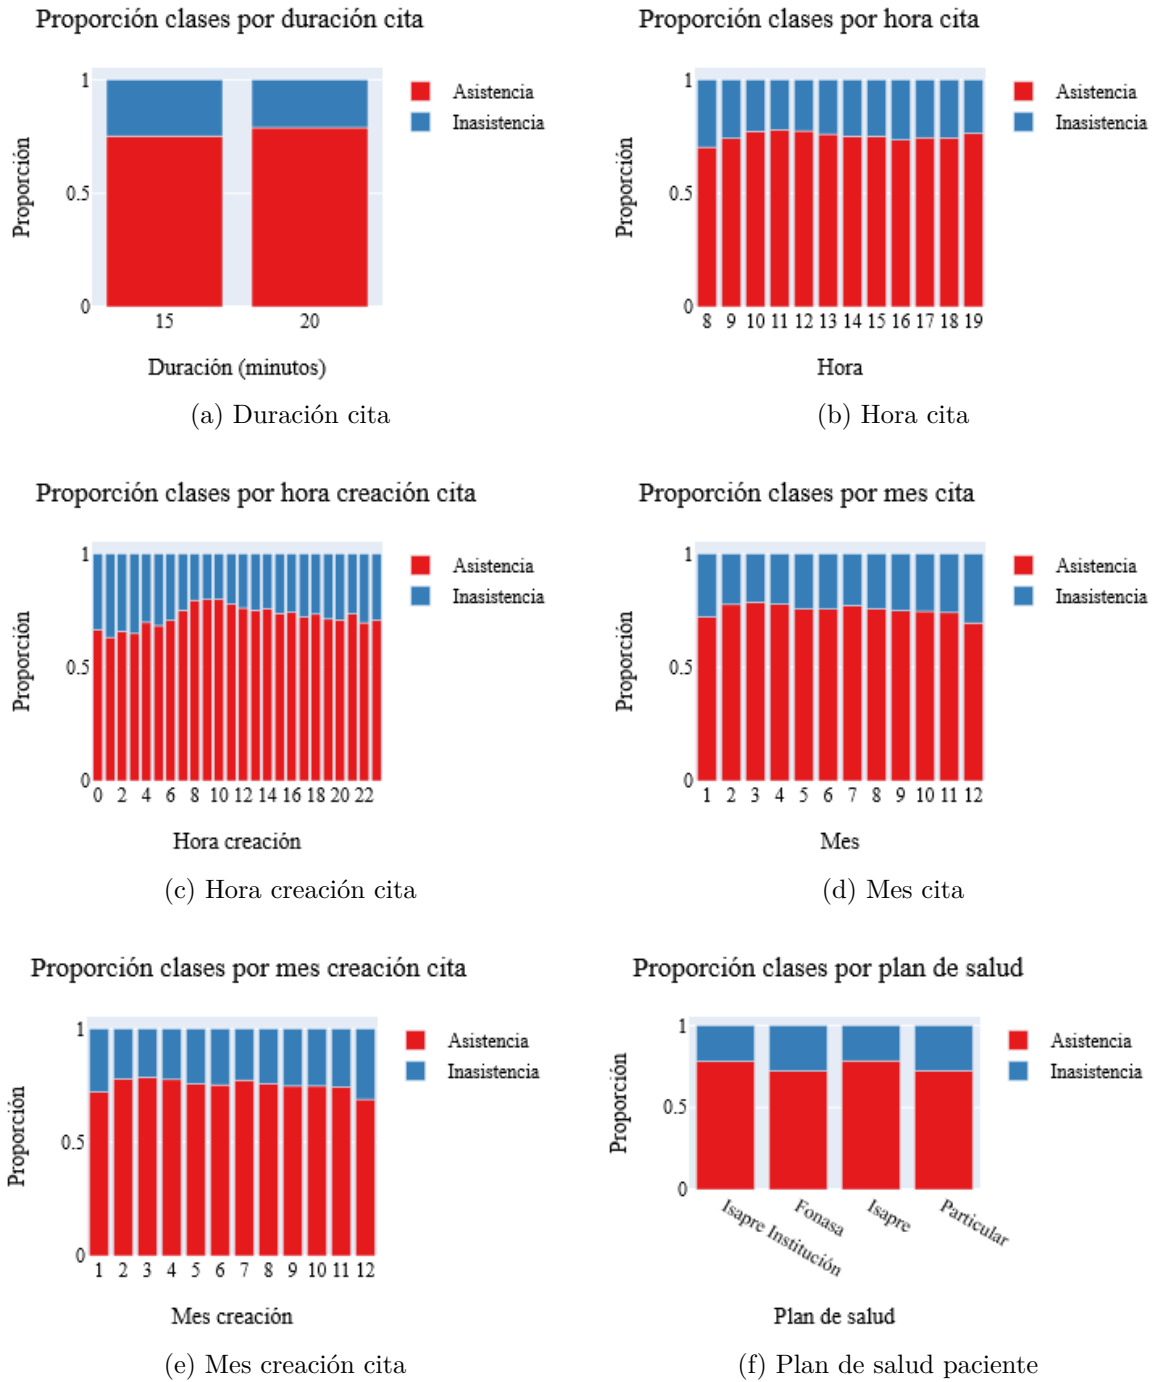 Proporción clases por duración cita
Proporción
1
0.5
0
15 20
Duración (minutos)
Asistencia
Inasistencia
(a) Duración cita
Proporción clases por hora cita
Proporción
1
0.5
0
8 9 10 11 12 13 14 15 16 17 18 19
Hora
Asistencia
Inasistencia
(b) Hora cita
Proporción clases por hora creación cita
Proporción
1
0.5
0
0 2 4 6 8 10 12 14 16 18 20 22
Hora creación
Asistencia
Inasistencia
(c) Hora creación cita
Proporción clases por mes cita
Proporción
1
0.5
0
1 2 3 4 5 6 7 8 9 10 11 12
Mes
Asistencia
Inasistencia
(d) Mes cita
Proporción clases por mes creación cita
Proporción
1
0.5
0
1 2 3 4 5 6 7 8 9 10 11 12
Mes creación
Asistencia
Inasistencia
(e) Mes creación cita
Proporción clases por plan de salud
Proporción
1
0.5
0
Isapre Institución
Fonasa
Isapre
Particular
Plan de salud
Asistencia
Inasistencia
(f) Plan de salud paciente